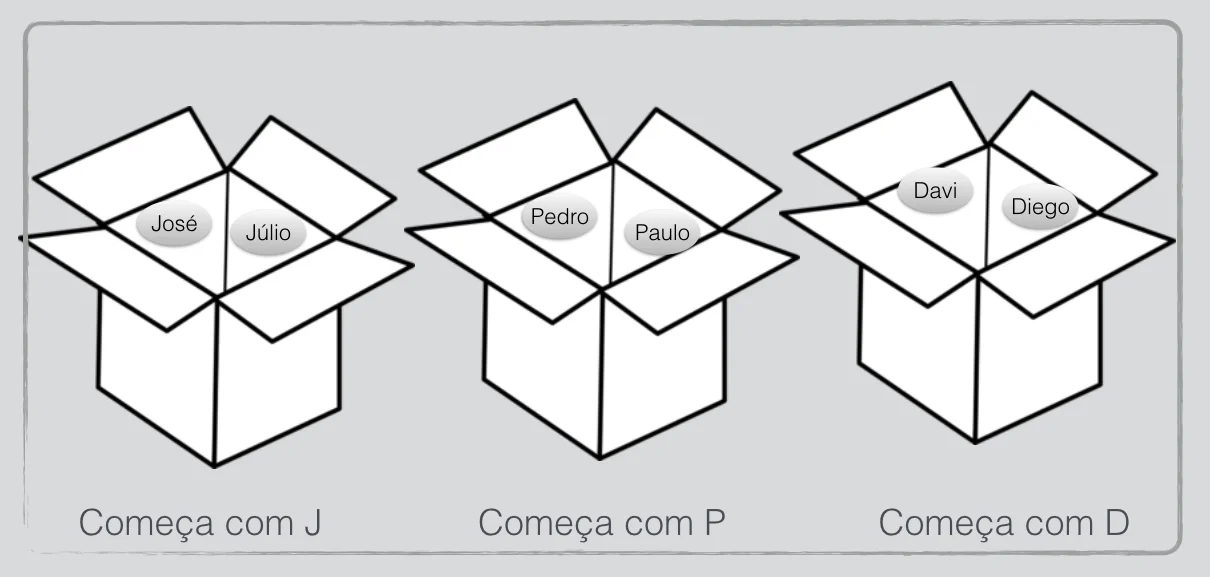 José
Júlio
Pedro
Paulo
Davi
Diego
Começa com J
Começa com P
Começa com D